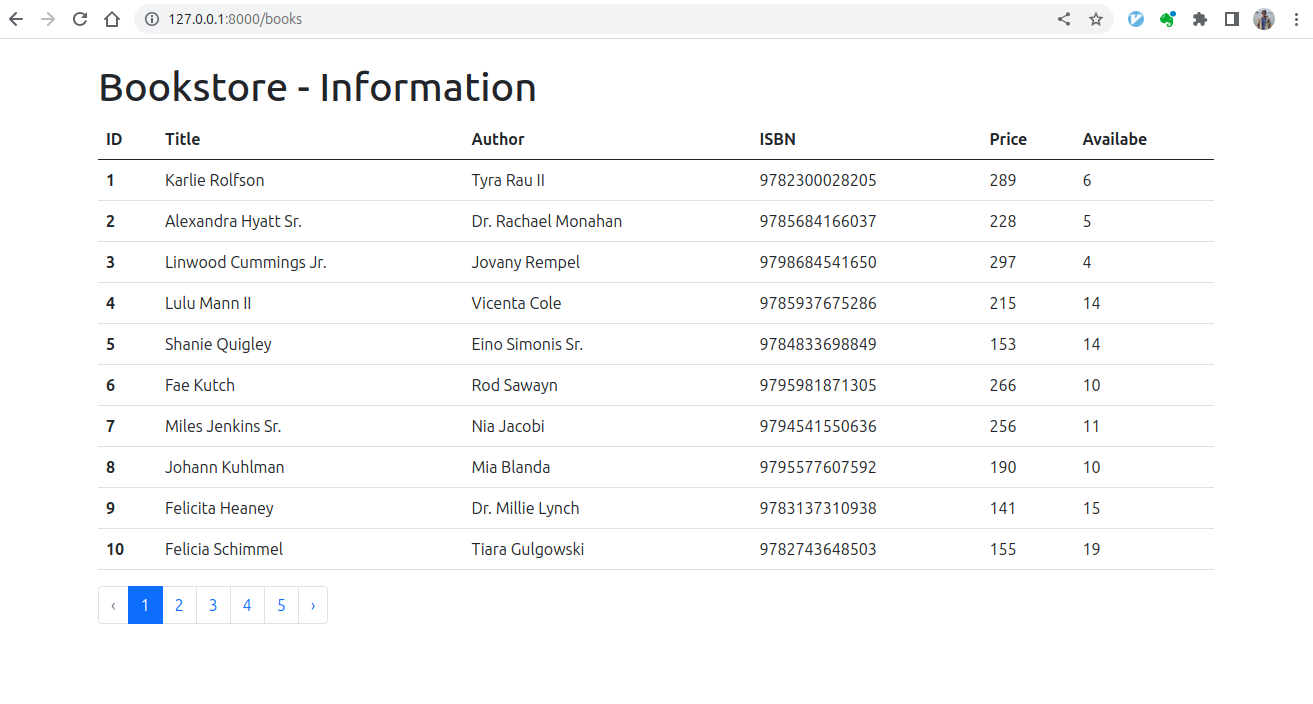 127.0.0.1:8000/books
Bookstore - Information
ID Title Author ISBN Price Availabe
1 Karlie Rolfson Tyra Rau II 9782300028205 289 6
2 Alexandra Hyatt Sr. Dr. Rachael Monahan 9785684166037 228 5
3 Linwood Cummings Jr. Jovany Rempel 9798684541650 297 4
4 Lulu Mann II Vicenta Cole 9785937675286 215 14
5 Shanie Quigley Eino Simonis Sr. 9784833698849 153 14
6 Fae Kutch Rod Sawayn 9795981871305 266 10
7 Miles Jenkins Sr. Nia Jacobi 9794541550636 256 11
8 Johann Kuhlman Mia Blanda 9795577607592 190 10
9 Felicita Heaney Dr. Millie Lynch 9783137310938 141 15
10 Felicia Schimmel Tiara Gulgowski 9782743648503 155 19
‹ 1 2 3 4 5 ›